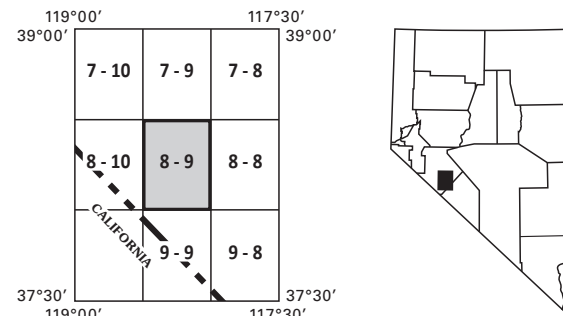 119°00′ 117°30′
39°00′ 39°00′
7 - 10 7 - 9 7 - 8
8 - 10 8 - 9 8 - 8
CALIFORNIA
9 - 9 9 - 8
37°30′ 37°30′
119°00′ 117°30′